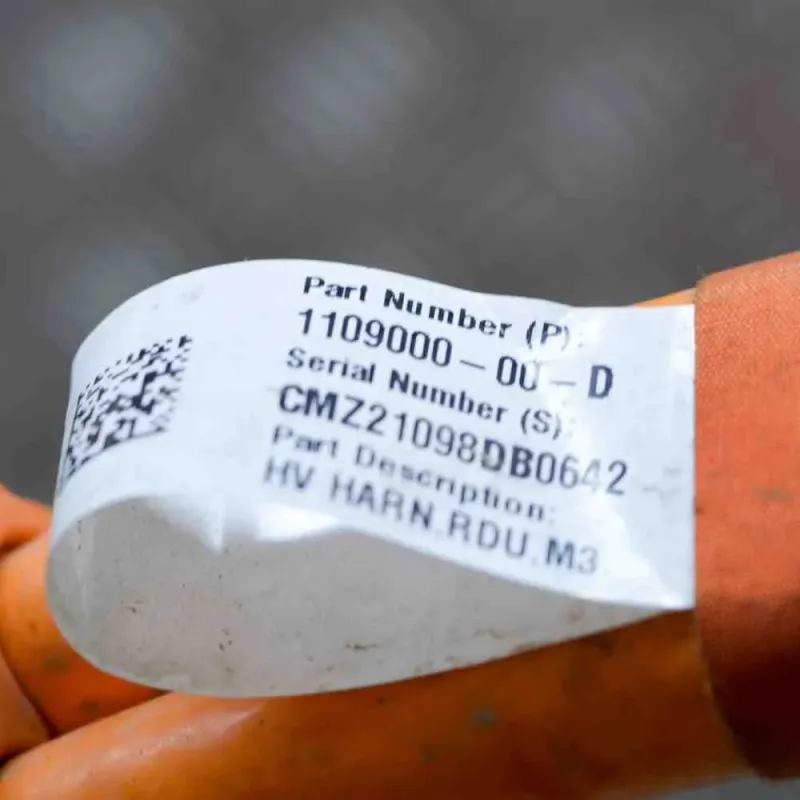 Part Number (P):
1109000-00-D
Serial Number (S):
CMZ21098DB0642
Part Description:
HV HARN.RDU.M3